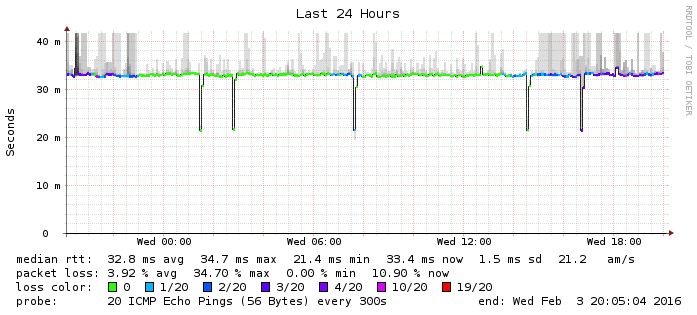 Last 24 Hours
RRDTOOL / TOBI OETIKER
Seconds
40 m
30 m
20 m
10 m
0
Wed 00:00 Wed 06:00 Wed 12:00 Wed 18:00
median rtt: 32.8 ms avg 34.7 ms max 21.4 ms min 33.4 ms now 1.5 ms sd 21.2 am/s
packet loss: 3.92 % avg 34.70 % max 0.00 % min 10.90 % now
loss color: 0 1/20 2/20 3/20 4/20 10/20 19/20
probe: 20 ICMP Echo Pings (56 Bytes) every 300s end: Wed Feb 3 20:05:04 2016